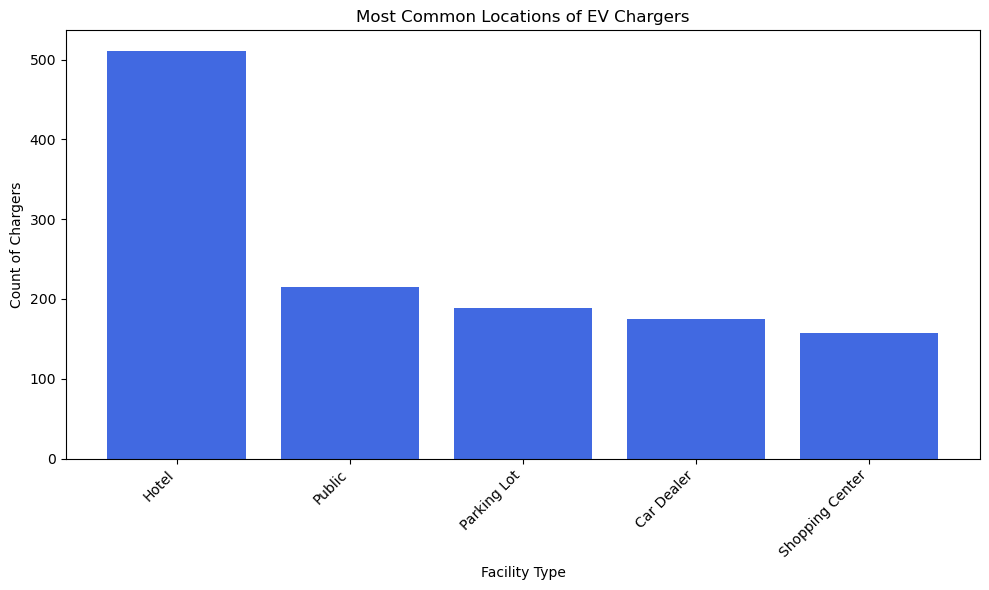 Most Common Locations of EV Chargers
Count of Chargers
500
400
300
200
100
0
Hotel
Public
Parking Lot
Car Dealer
Shopping Center
Facility Type